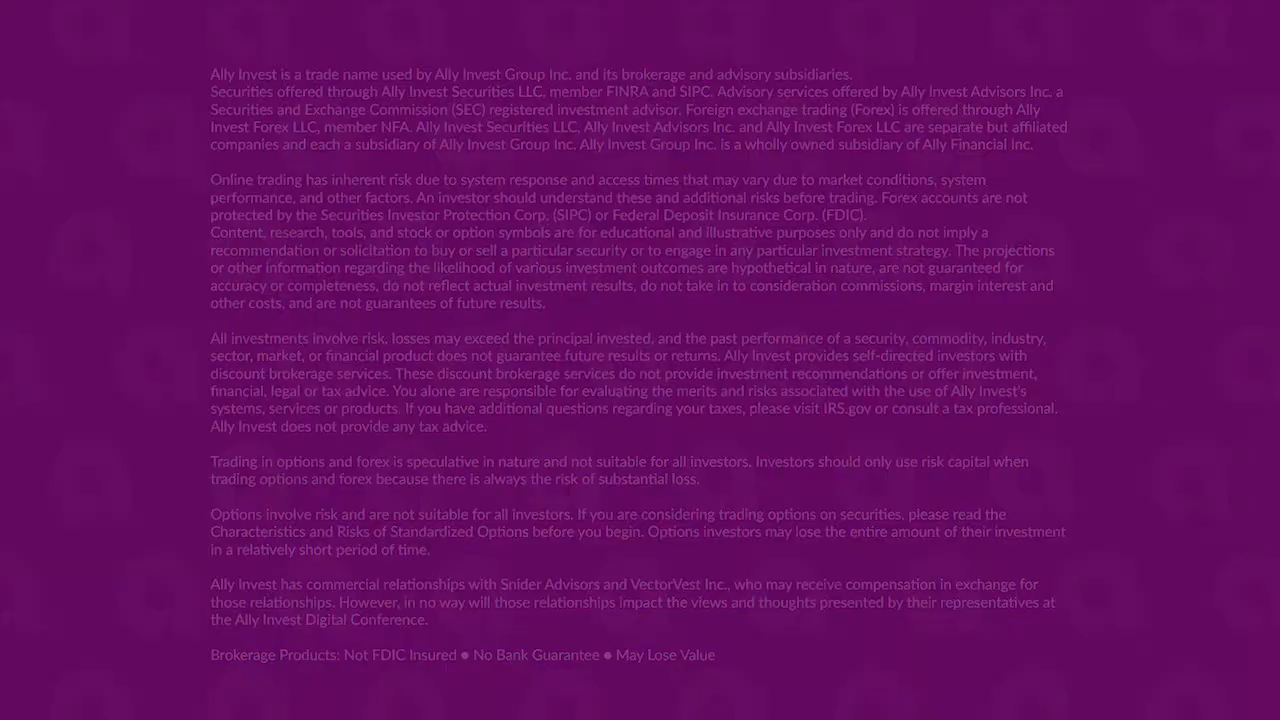 Ally Invest is a trade name used by Ally Invest Group Inc. and its brokerage and advisory subsidiaries.
Securities offered through Ally Invest Securities LLC, member FINRA and SIPC. Advisory services offered by Ally Invest Advisors Inc. a
Securities and Exchange Commission (SEC) registered investment advisor. Foreign exchange trading (Forex) is offered through Ally
Invest Forex LLC, member NFA. Ally Invest Securities LLC, Ally Invest Advisors Inc. and Ally Invest Forex LLC are separate but affiliated
companies and each a subsidiary of Ally Invest Group Inc. Ally Invest Group Inc. is a wholly owned subsidiary of Ally Financial Inc.
Online trading has inherent risk due to system response and access times that may vary due to market conditions, system
performance, and other factors. An investor should understand these and additional risks before trading. Forex accounts are not
protected by the Securities Investor Protection Corp. (SIPC) or Federal Deposit Insurance Corp. (FDIC).
Content, research, tools, and stock or option symbols are for educational and illustrative purposes only and do not imply a
recommendation or solicitation to buy or sell a particular security or to engage in any particular investment strategy. The projections
or other information regarding the likelihood of various investment outcomes are hypothetical in nature, are not guaranteed for
accuracy or completeness, do not reflect actual investment results, do not take in to consideration commissions, margin interest and
other costs, and are not guarantees of future results.
All investments involve risk, losses may exceed the principal invested, and the past performance of a security, commodity, industry,
sector, market, or financial product does not guarantee future results or returns. Ally Invest provides self-directed investors with
discount brokerage services. These discount brokerage services do not provide investment recommendations or offer investment,
financial, legal or tax advice. You alone are responsible for evaluating the merits and risks associated with the use of Ally Invest's
systems, services or products. If you have additional questions regarding your taxes, please visit IRS.gov or consult a tax professional.
Ally Invest does not provide any tax advice.
Trading in options and forex is speculative in nature and not suitable for all investors. Investors should only use risk capital when
trading options and forex because there is always the risk of substantial loss.
Options involve risk and are not suitable for all investors. If you are considering trading options on securities, please read the
Characteristics and Risks of Standardized Options before you begin. Options investors may lose the entire amount of their investment
in a relatively short period of time.
Ally Invest has commercial relationships with Snider Advisors and VectorVest Inc., who may receive compensation in exchange for
those relationships. However, in no way will those relationships impact the views and thoughts presented by their representatives at
the Ally Invest Digital Conference.
Brokerage Products: Not FDIC Insured ● No Bank Guarantee ● May Lose Value